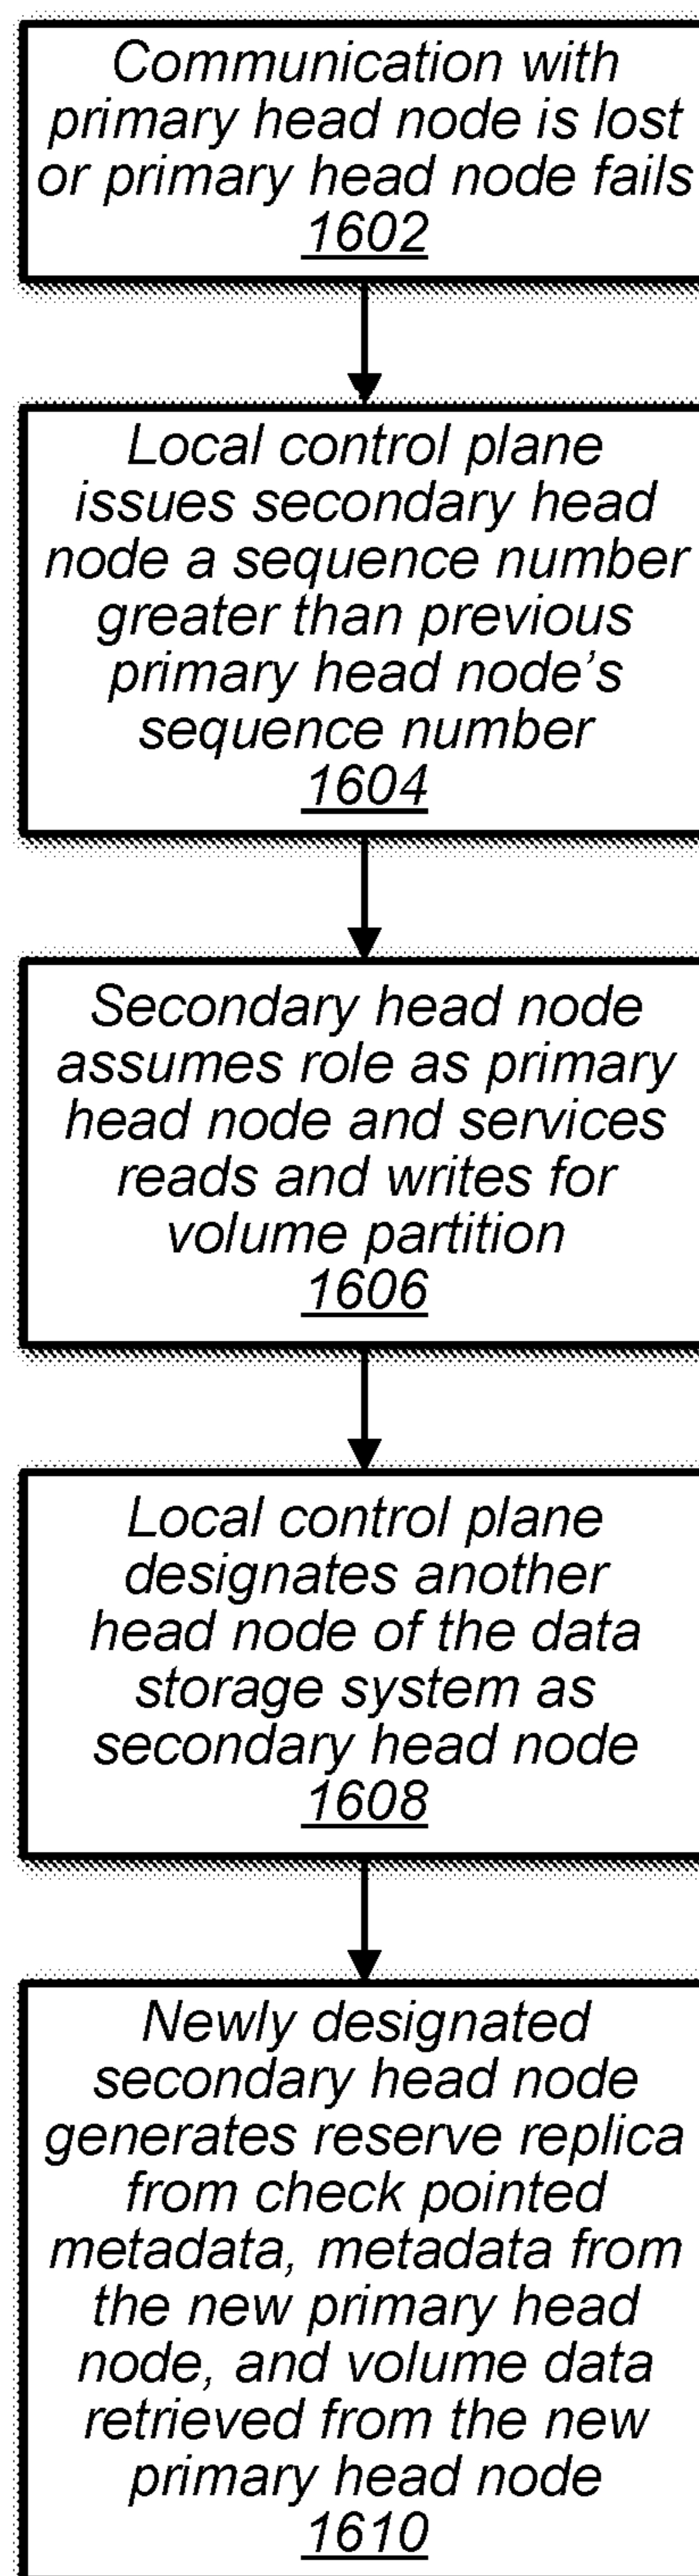 Communication with
primary head node is lost
or primary head node fails
1602
Local control plane
issues secondary head
node a sequence number
greater than previous
primary head node's
sequence number
1604
Secondary head node
assumes role as primary
head node and services
reads and writes for
volume partition
1606
Local control plane
designates another
head node of the data
storage system as
secondary head node
1608
Newly designated
secondary head node
generates reserve replica
from check pointed
metadata, metadata from
the new primary head
node, and volume data
retrieved from the new
primary head node
1610